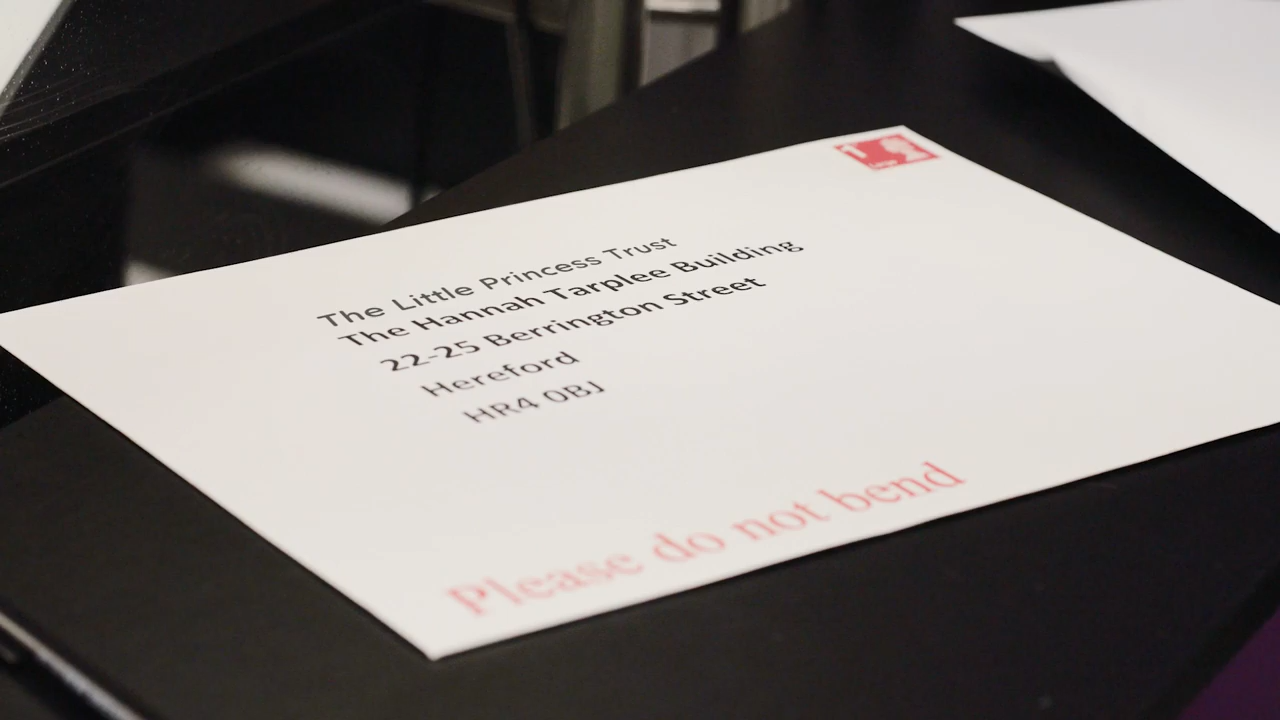 The Little Princess Trust
The Hannah Tarplee Building
22-25 Berrington Street
Hereford
HR4 0BJ
Please do not bend